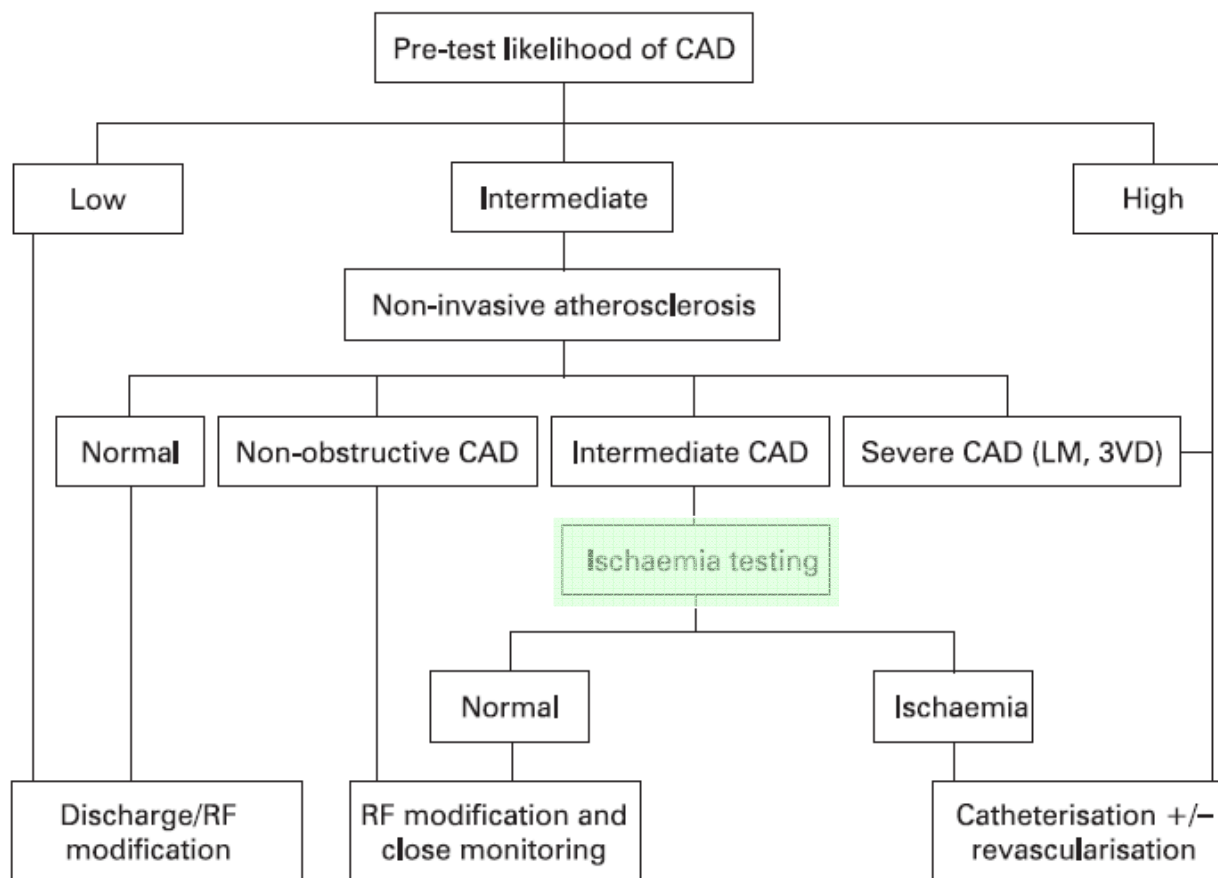 Pre-test likelihood of CAD
Low
Intermediate
High
Non-invasive atherosclerosis
Normal
Non-obstructive CAD
Intermediate CAD
Severe CAD (LM, 3VD)
Ischaemia testing
Normal
Ischaemia
Discharge/RF
modification
RF modification and
close monitoring
Catheterisation +/–
revascularisation